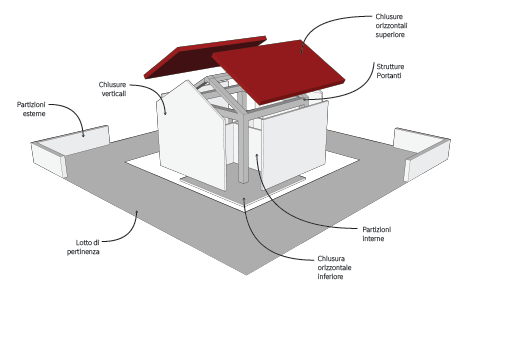 Chiusure
orizzontali
superiore
Strutture
Portanti
Chiusure
verticali
Partizioni
esterne
Partizioni
interne
Lotto di
pertinenza
Chiusura
orizzontale
inferiore